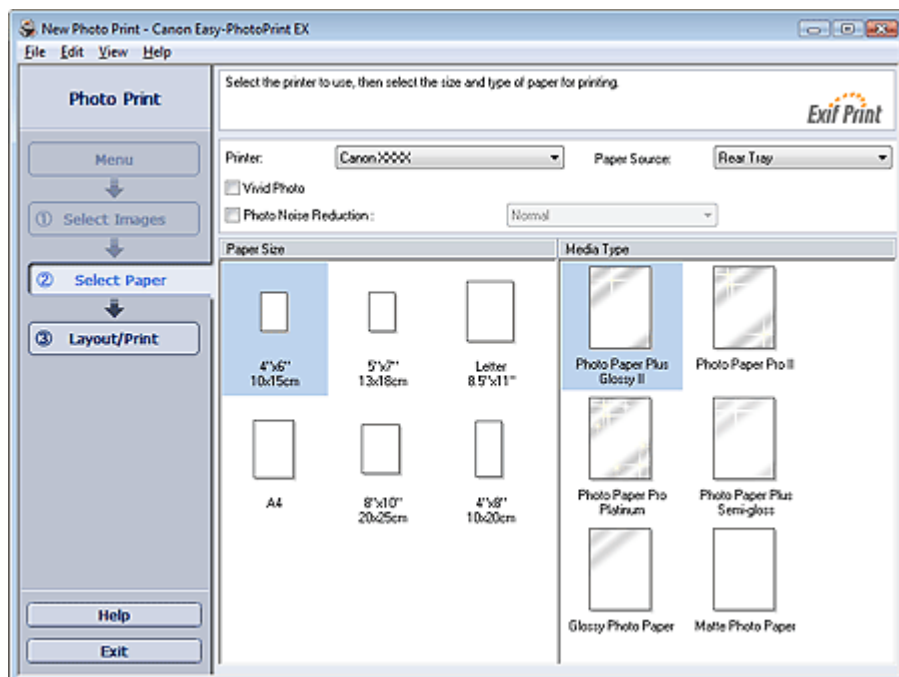 New Photo Print - Canon Easy-PhotoPrint EX
File Edit View Help
Photo Print
Menu
① Select Images
② Select Paper
③ Layout/Print
Help
Exit
Select the printer to use, then select the size and type of paper for printing.
Exif Print
Printer: Canon XXXX Paper Source: Rear Tray
Vivid Photo
Photo Noise Reduction : Normal
Paper Size
4"x6"
10x15cm
5"x7"
13x18cm
Letter
8.5"x11"
A4
8"x10"
20x25cm
4"x8"
10x20cm
Media Type
Photo Paper Plus
Glossy II
Photo Paper Pro II
Photo Paper Pro
Platinum
Photo Paper Plus
Semi-gloss
Glossy Photo Paper
Matte Photo Paper